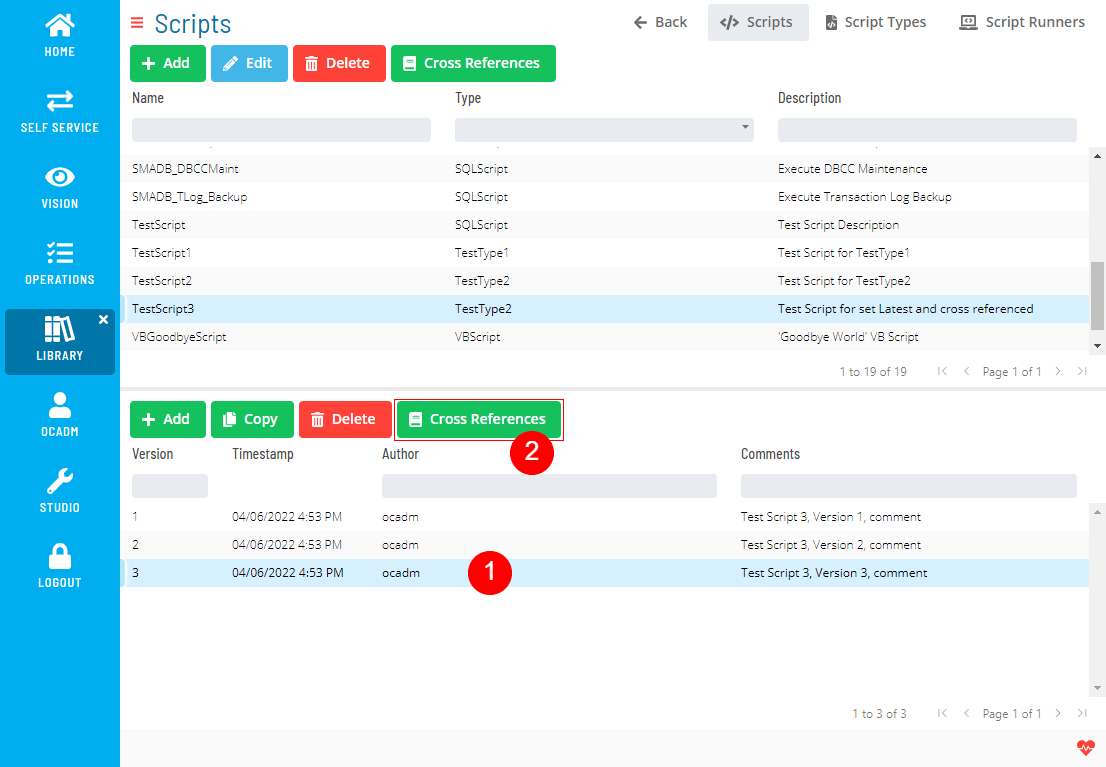 HOME
SELF SERVICE
VISION
OPERATIONS
LIBRARY
OCADM
STUDIO
LOGOUT
Scripts
Back Scripts Script Types Script Runners
Add Edit Delete Cross References
Name Type Description
SMADB_DBCCMaint SQLScript Execute DBCC Maintenance
SMADB_TLog_Backup SQLScript Execute Transaction Log Backup
TestScript SQLScript Test Script Description
TestScript1 TestType1 Test Script for TestType1
TestScript2 TestType2 Test Script for TestType2
TestScript3 TestType2 Test Script for set Latest and cross referenced
VBGoodbyeScript VBScript 'Goodbye World' VB Script
1 to 19 of 19 Page 1 of 1
Add Copy Delete Cross References
2
Version Timestamp Author Comments
1 04/06/2022 4:53 PM ocadm Test Script 3, Version 1, comment
2 04/06/2022 4:53 PM ocadm Test Script 3, Version 2, comment
3 04/06/2022 4:53 PM ocadm 1 Test Script 3, Version 3, comment
1 to 3 of 3 Page 1 of 1